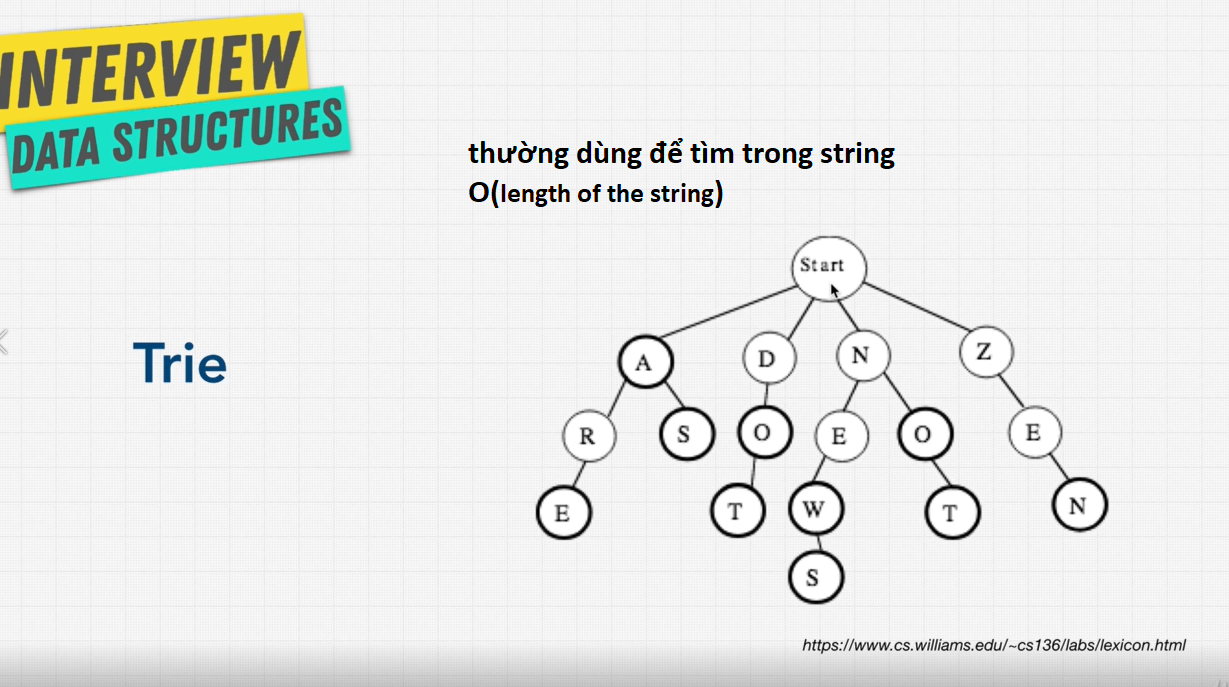 INTERVIEW
DATA STRUCTURES
thường dùng để tìm trong string
O(length of the string)
Trie
Start
A D N Z
R S O E O E
E T W T N
S
https://www.cs.williams.edu/~cs136/labs/lexicon.html